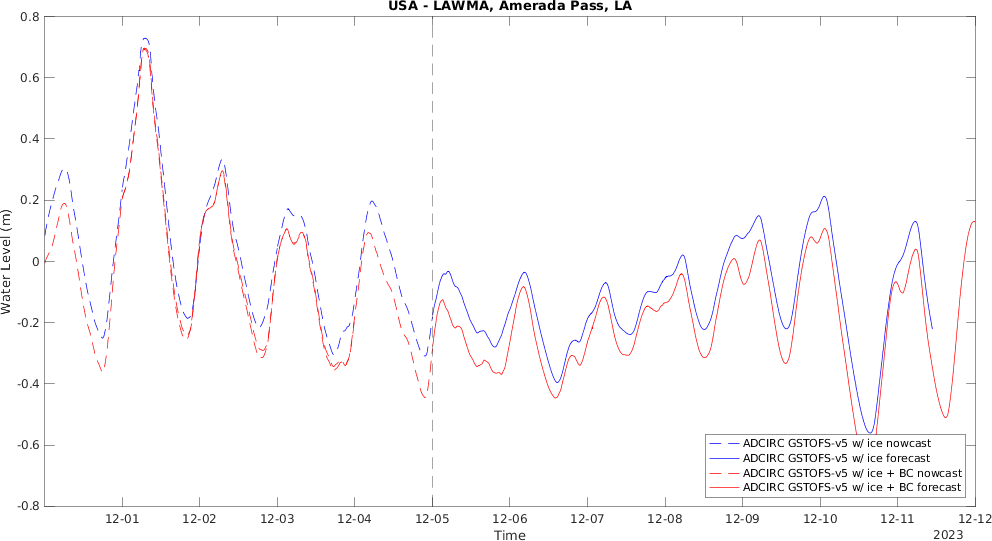 USA - LAWMA, Amerada Pass, LA
0.8
0.6
0.4
0.2
0
-0.2
-0.4
-0.6
-0.8
Water Level (m)
ADCIRC GSTOFS-v5 w/ ice nowcast
ADCIRC GSTOFS-v5 w/ ice forecast
ADCIRC GSTOFS-v5 w/ ice + BC nowcast
ADCIRC GSTOFS-v5 w/ ice + BC forecast
12-01 12-02 12-03 12-04 12-05 12-06 12-07 12-08 12-09 12-10 12-11 12-12
Time
2023